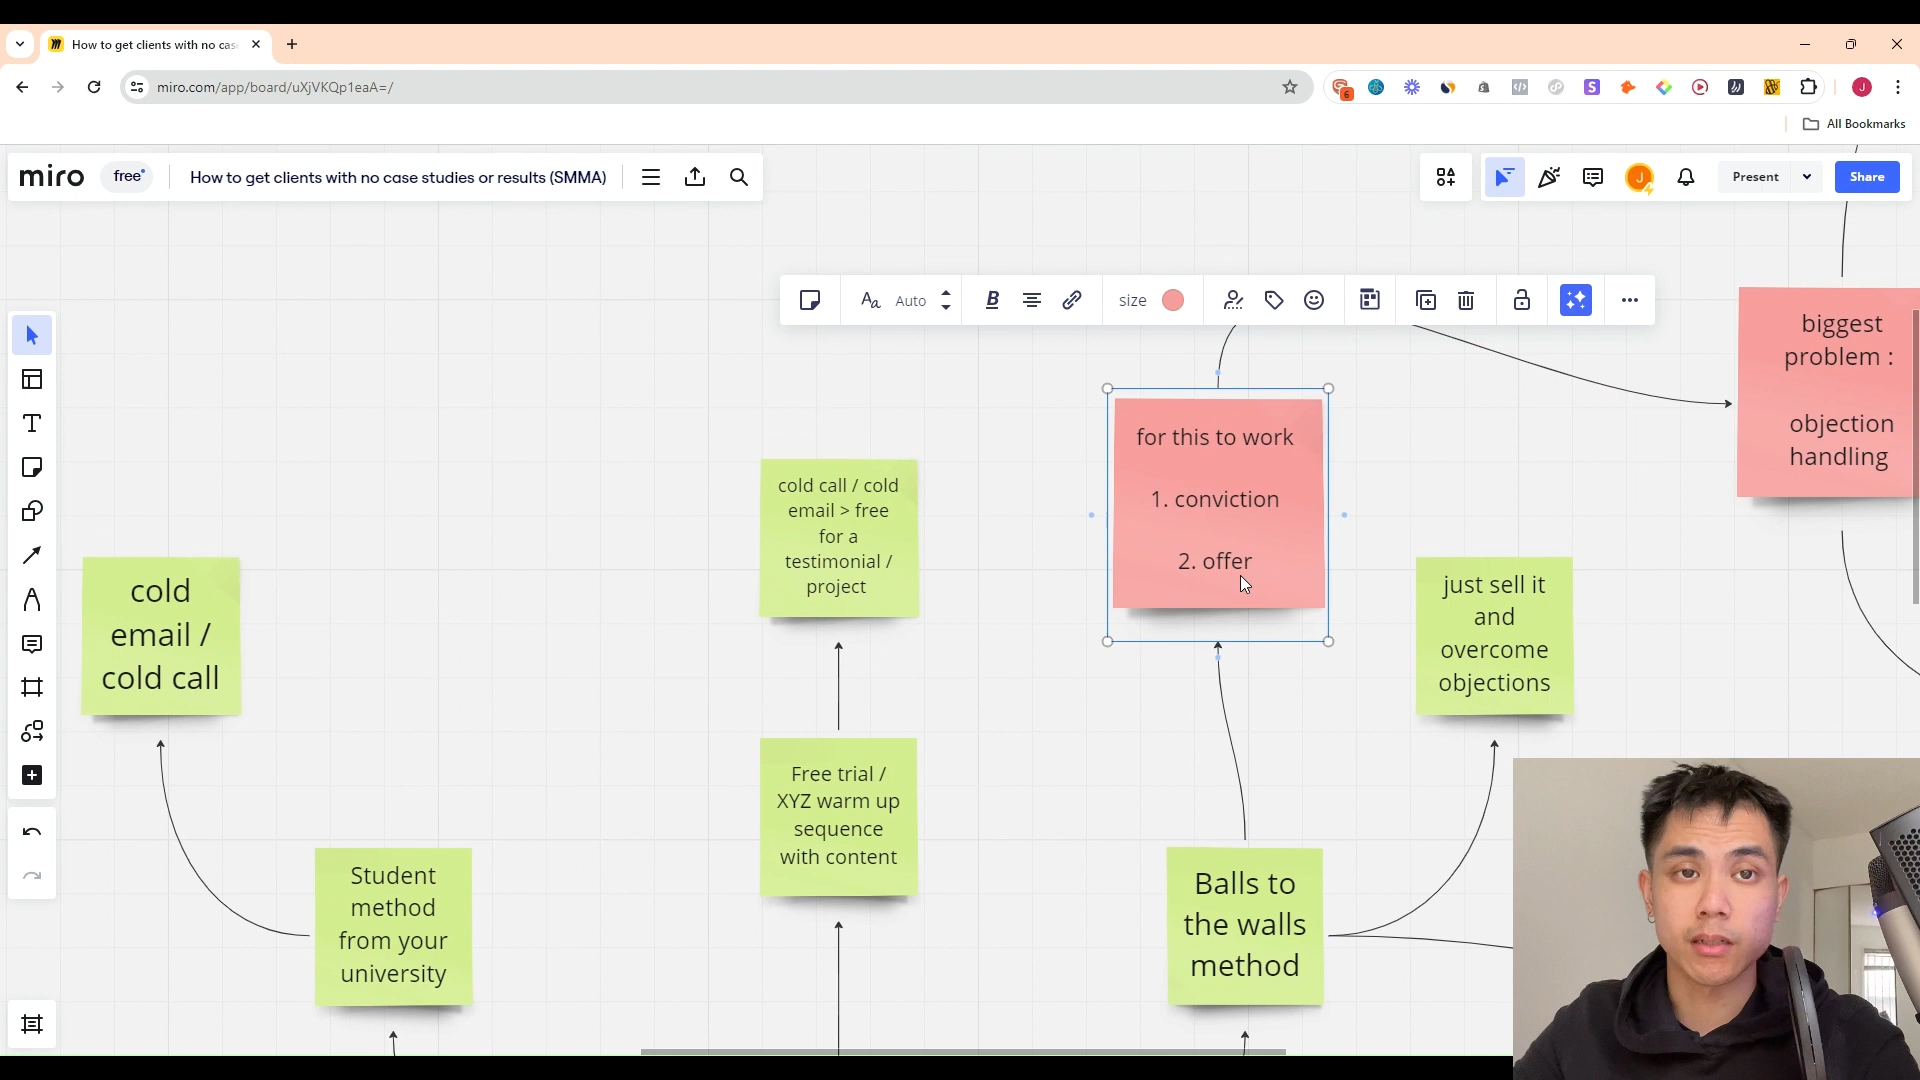 How to get clients with no cas
miro.com/app/board/uXjVKQp1eaA=/
6
J
All Bookmarks
miro
free
How to get clients with no case studies or results (SMMA)
J
Present
Share
Aa
Auto
B
size
biggest
problem :
objection
handling
for this to work
1. conviction
2. offer
cold call / cold
email > free
for a
testimonial /
project
cold
email /
cold call
just sell it
and
overcome
objections
Free trial /
XYZ warm up
sequence
with content
Student
method
from your
university
Balls to
the walls
method